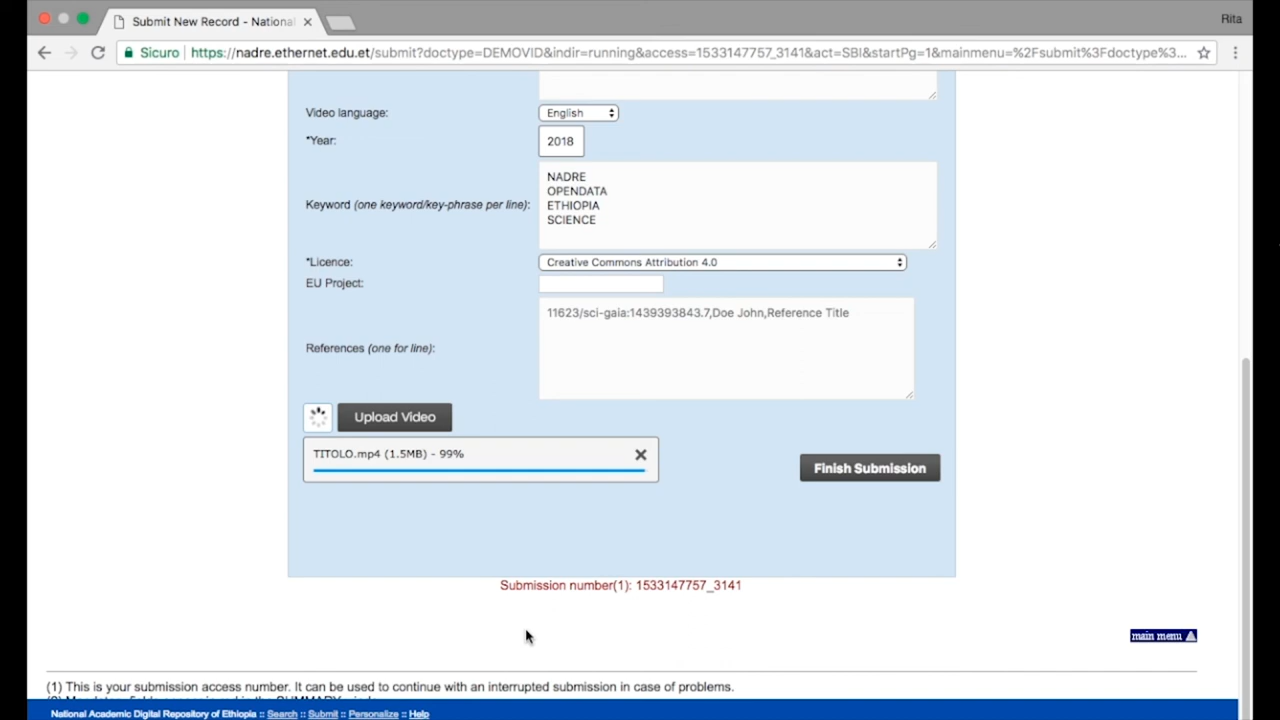 Submit New Record - National
Rita
Sicuro https://nadre.ethernet.edu.et/submit?doctype=DEMOVID&indir=running&access=1533147757_3141&act=SBI&startPg=1&mainmenu=%2Fsubmit%3Fdoctype%3...
Video language: English
*Year: 2018
NADRE
OPENDATA
Keyword (one keyword/key-phrase per line): ETHIOPIA
SCIENCE
*Licence: Creative Commons Attribution 4.0
EU Project:
11623/sci-gaia:1439393843.7,Doe John,Reference Title
References (one for line):
Upload Video
TITOLO.mp4 (1.5MB) - 99%
Finish Submission
Submission number(1): 1533147757_3141
main menu
(1) This is your submission access number. It can be used to continue with an interrupted submission in case of problems.
National Academic Digital Repository of Ethiopia :: Search :: Submit :: Personalize :: Help